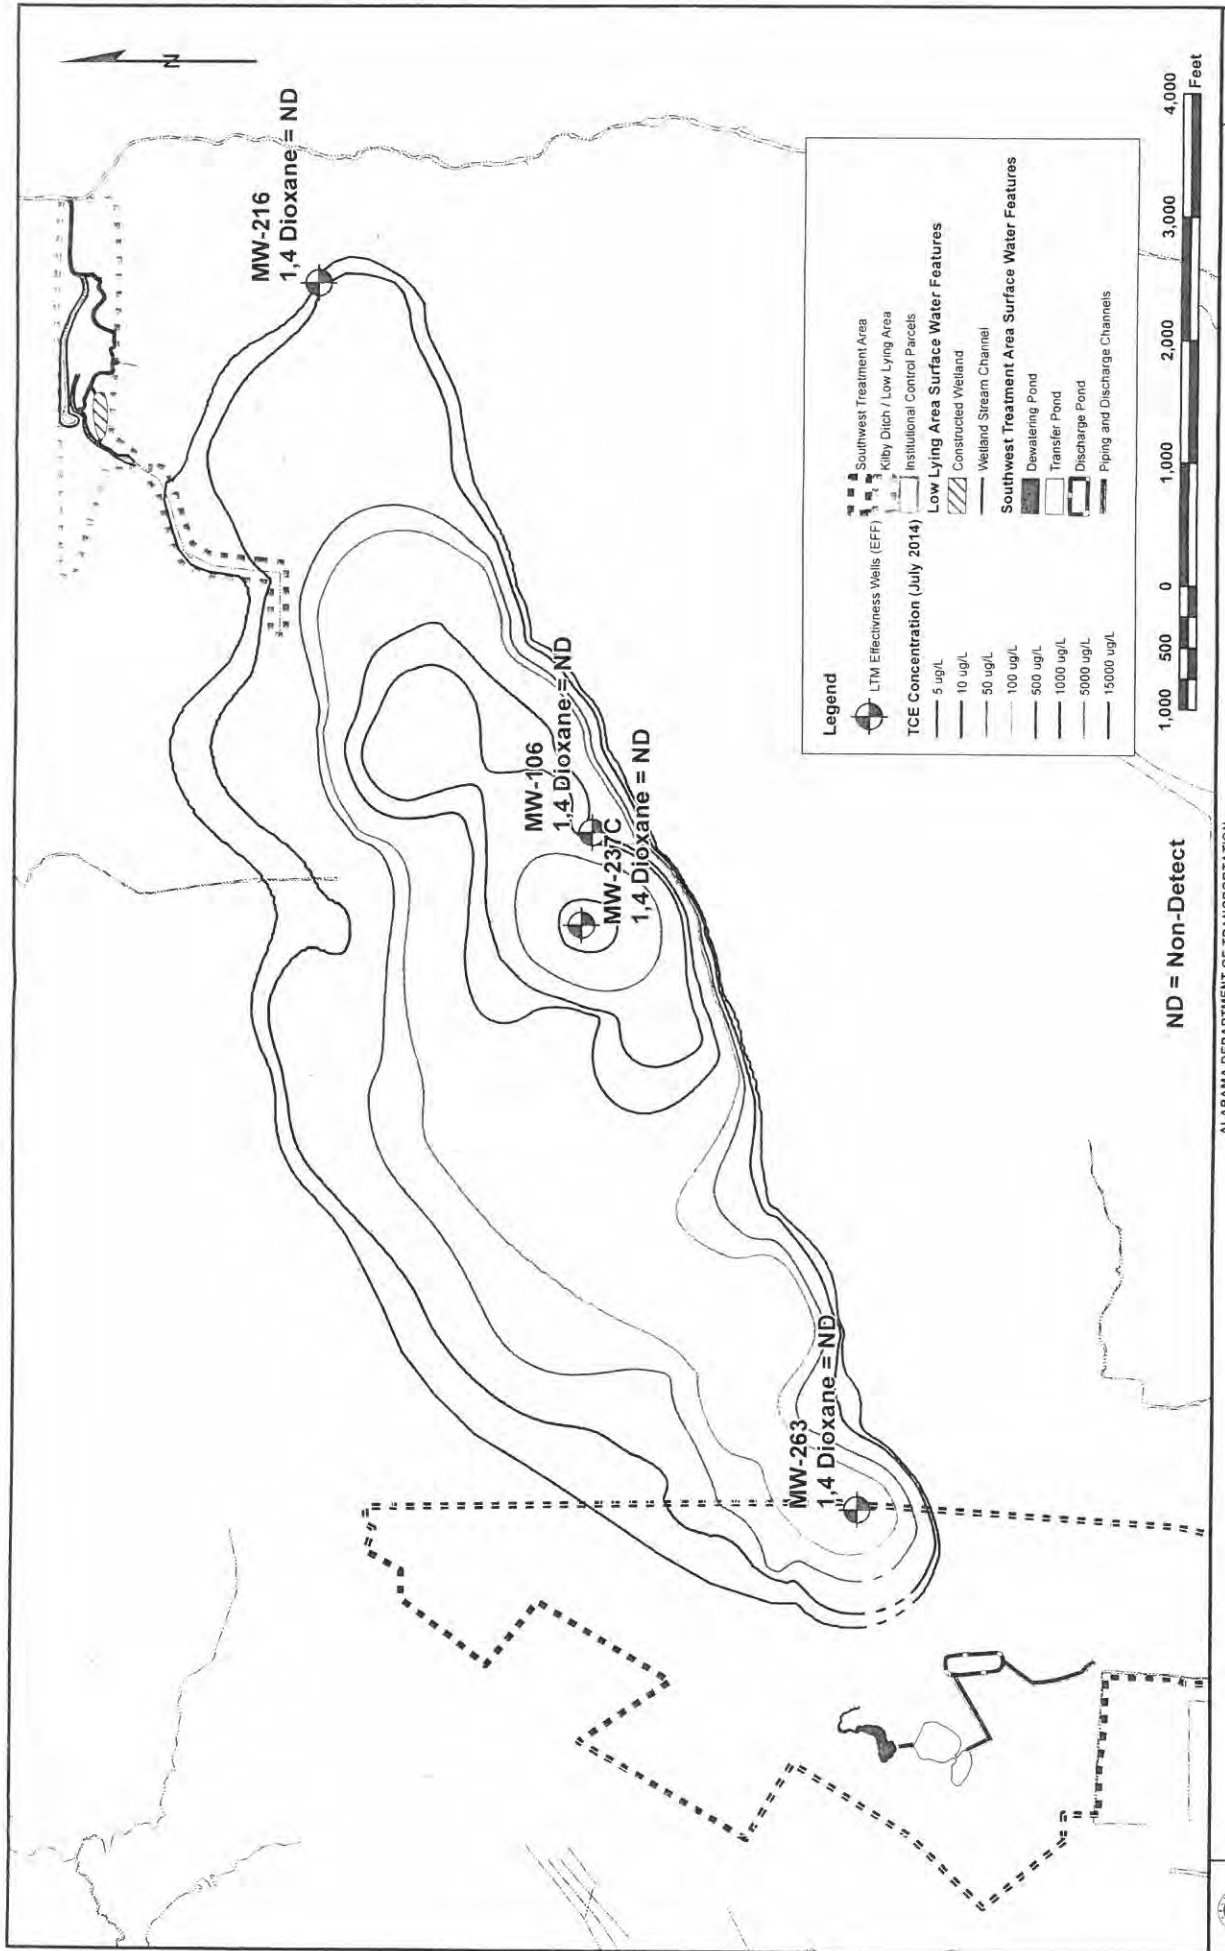 N
MW-216
1,4 Dioxane = ND
MW-106
1,4 Dioxane = ND
MW-237C
1,4 Dioxane = ND
MW-263
1,4 Dioxane = ND
Legend
LTM Effectivness Wells (EFF)
TCE Concentration (July 2014)
5 ug/L
10 ug/L
50 ug/L
100 ug/L
500 ug/L
1000 ug/L
5000 ug/L
15000 ug/L
Southwest Treatment Area
Kilby Ditch / Low Lying Area
Institutional Control Parcels
Low Lying Area Surface Water Features
Constructed Wetland
Wetland Stream Channel
Southwest Treatment Area Surface Water Features
Dewatering Pond
Transfer Pond
Discharge Pond
Piping and Discharge Channels
ND = Non-Detect
1,000 500 0 1,000 2,000 3,000 4,000
Feet
ALABAMA DEPARTMENT OF TRANSPORTATION